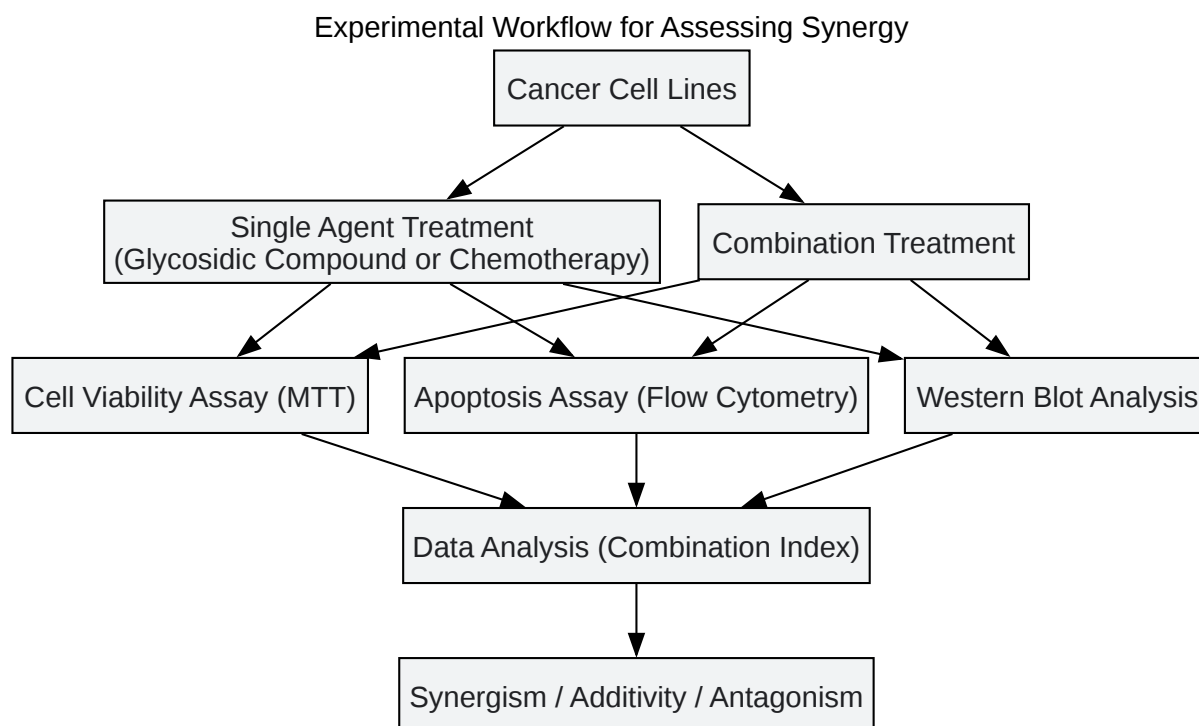 Experimental Workflow for Assessing Synergy
Cancer Cell Lines
Single Agent Treatment
(Glycosidic Compound or Chemotherapy)
Combination Treatment
Cell Viability Assay (MTT)
Apoptosis Assay (Flow Cytometry)
Western Blot Analysis
Data Analysis (Combination Index)
Synergism / Additivity / Antagonism